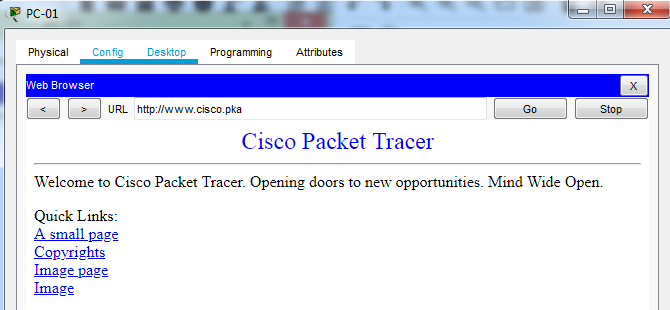 PC-01
Physical Config Desktop Programming Attributes
Web Browser X
< > URL http://www.cisco.pka Go Stop
Cisco Packet Tracer
Welcome to Cisco Packet Tracer. Opening doors to new opportunities. Mind Wide Open.
Quick Links:
A small page
Copyrights
Image page
Image